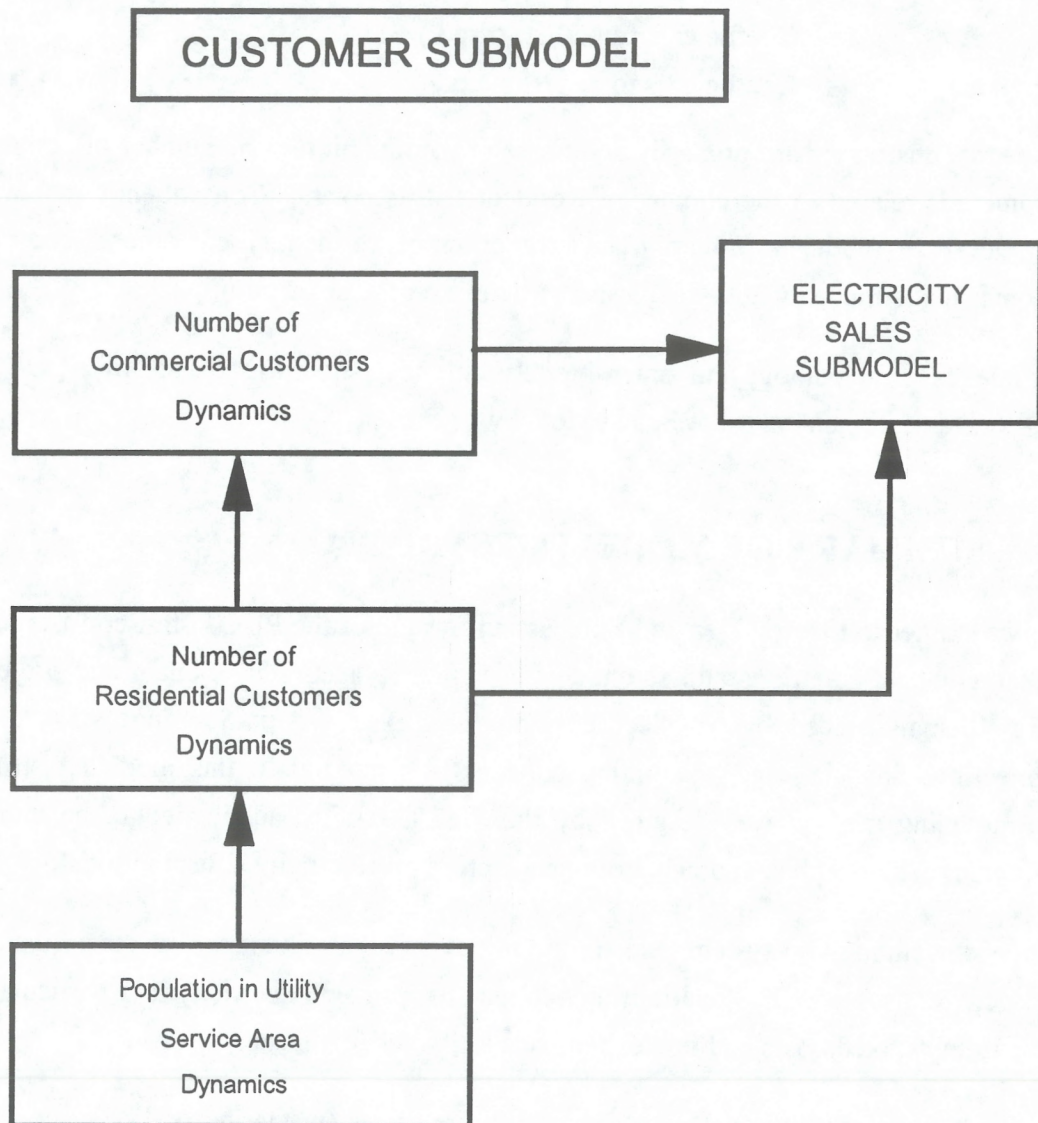 CUSTOMER SUBMODEL
Number of
Commercial Customers
Dynamics
ELECTRICITY
SALES
SUBMODEL
Number of
Residential Customers
Dynamics
Population in Utility
Service Area
Dynamics